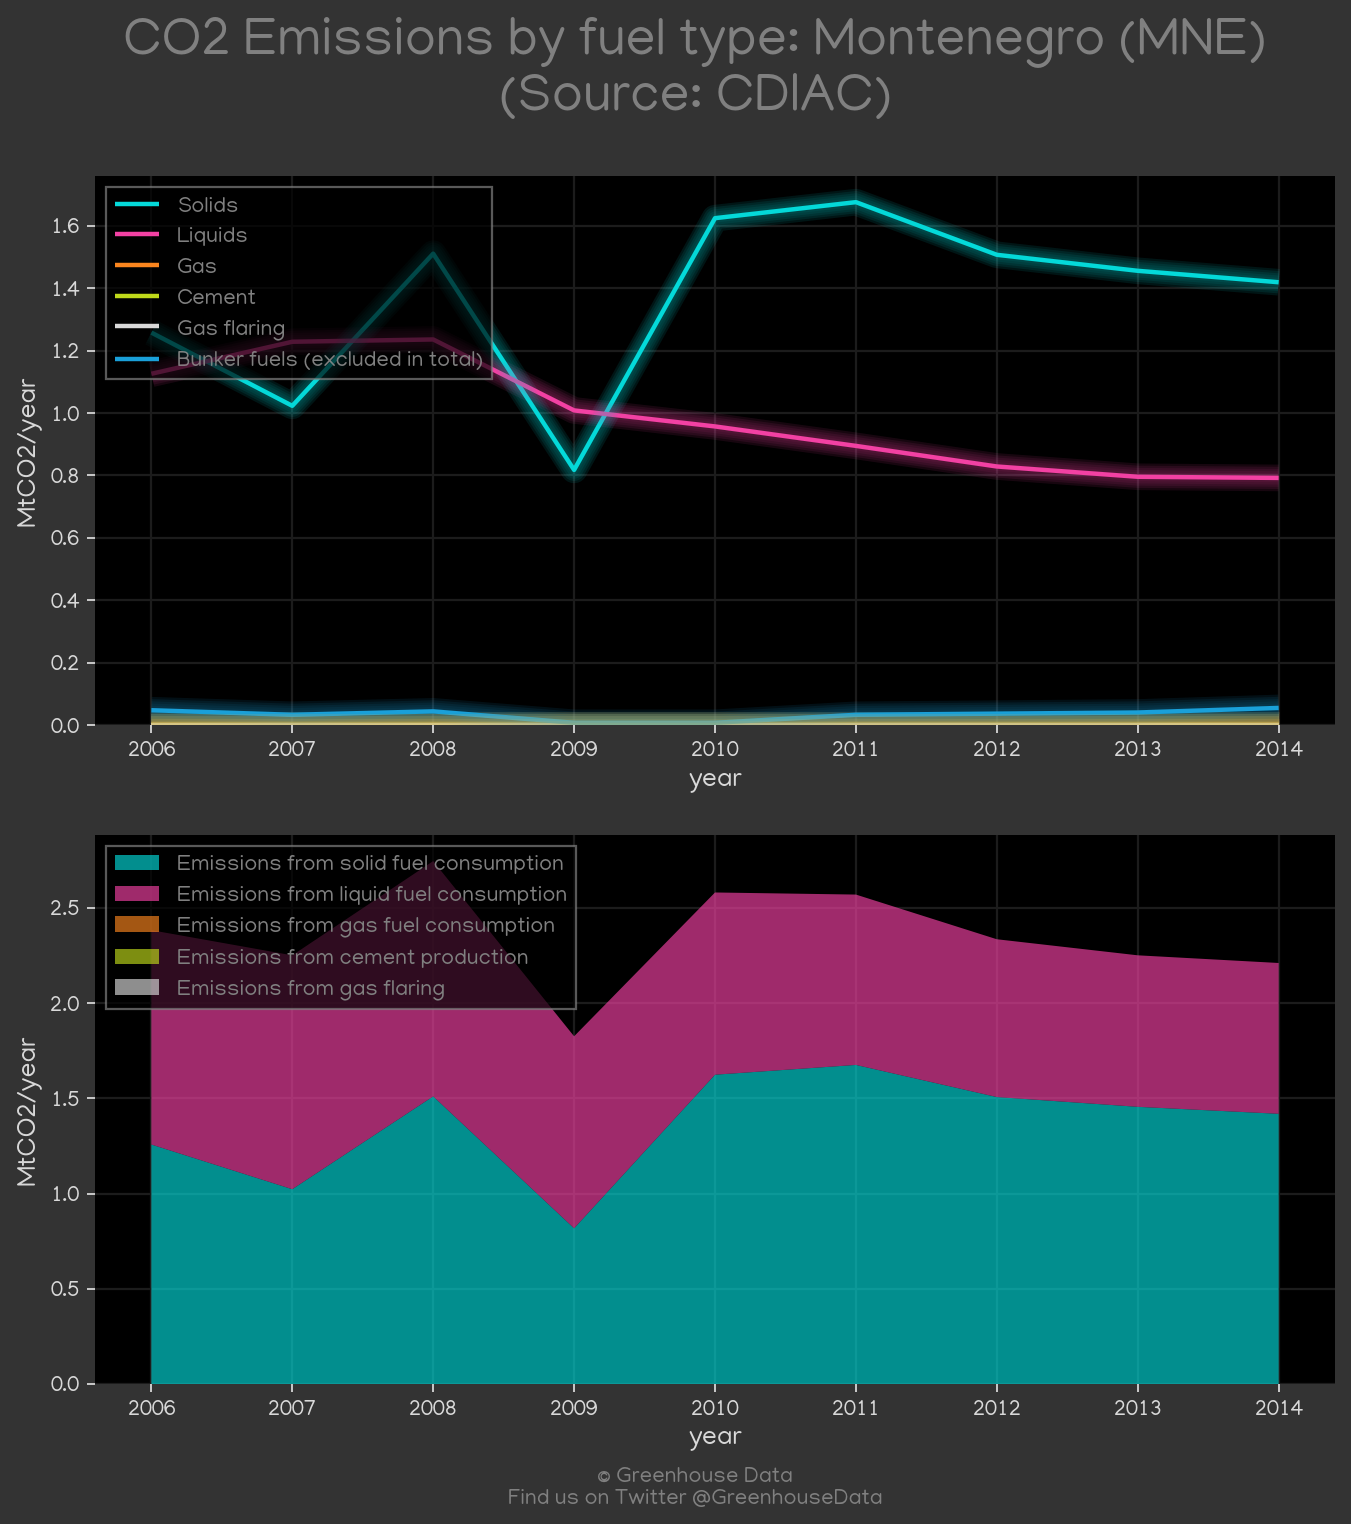 CO2 Emissions by fuel type: Montenegro (MNE)
(Source: CDIAC)
Solids
Liquids
Gas
Cement
Gas flaring
Bunker fuels (excluded in total)
MtCO2/year
1.6
1.4
1.2
1.0
0.8
0.6
0.4
0.2
0.0
2006 2007 2008 2009 2010 2011 2012 2013 2014
year
Emissions from solid fuel consumption
Emissions from liquid fuel consumption
Emissions from gas fuel consumption
Emissions from cement production
Emissions from gas flaring
MtCO2/year
2.5
2.0
1.5
1.0
0.5
0.0
2006 2007 2008 2009 2010 2011 2012 2013 2014
year
© Greenhouse Data
Find us on Twitter @GreenhouseData